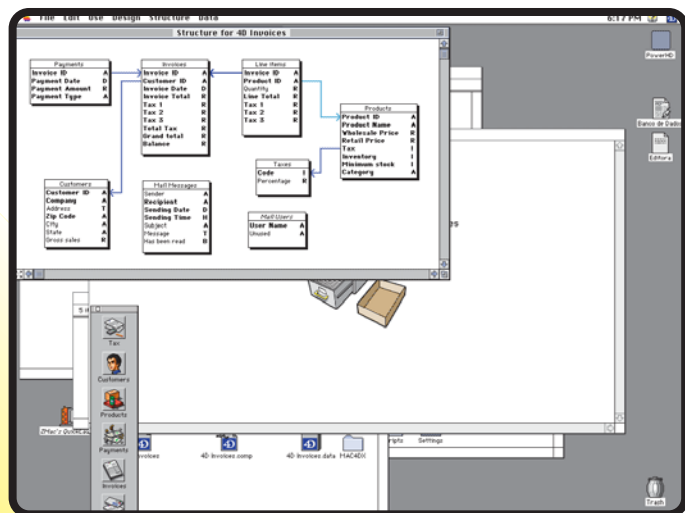 File Edit Use Design Structure Data
6:17 PM
Structure for 4D Invoices
Payments
Invoice ID A
Payment Date D
Payment Amount R
Payment Type A
Invoices
Invoice ID A
Customer ID A
Invoice Date D
Invoice Total R
Tax 1 R
Tax 2 R
Tax 3 R
Total Tax R
Grand total R
Balance R
Line Items
Invoice ID A
Product ID A
Quantity R
Line Total R
Tax 1 R
Tax 2 R
Tax 3 R
Products
Product ID A
Product Name A
Wholesale Price R
Retail Price R
Tax I
Inventory I
Minimum stock I
Category A
Taxes
Code I
Percentage R
Customers
Customer ID A
Company A
Address T
Zip Code A
City A
State A
Gross sales R
Mail Messages
Sender A
Recipient A
Sending Date D
Sending Time H
Subject A
Message T
Has been read B
Mail Users
User Name A
Unused A
PowerHD
Banco de Dados
Editora
Tax
Customers
Products
Payments
Invoices
4D Invoices.comp
4D Invoices.data
MAC4DII
Settings
Trash